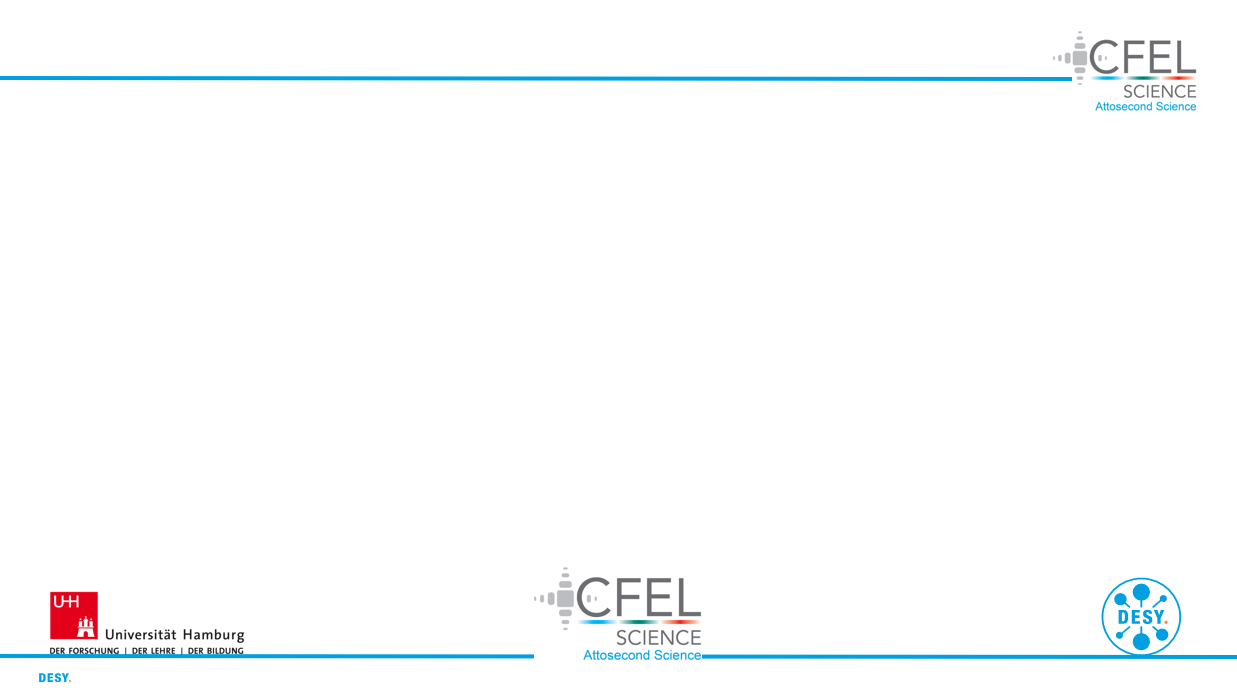 CFEL
SCIENCE
Attosecond Science
CFEL
SCIENCE
Attosecond Science
UHH
Universität Hamburg
DER FORSCHUNG | DER LEHRE | DER BILDUNG
DESY.
DESY.